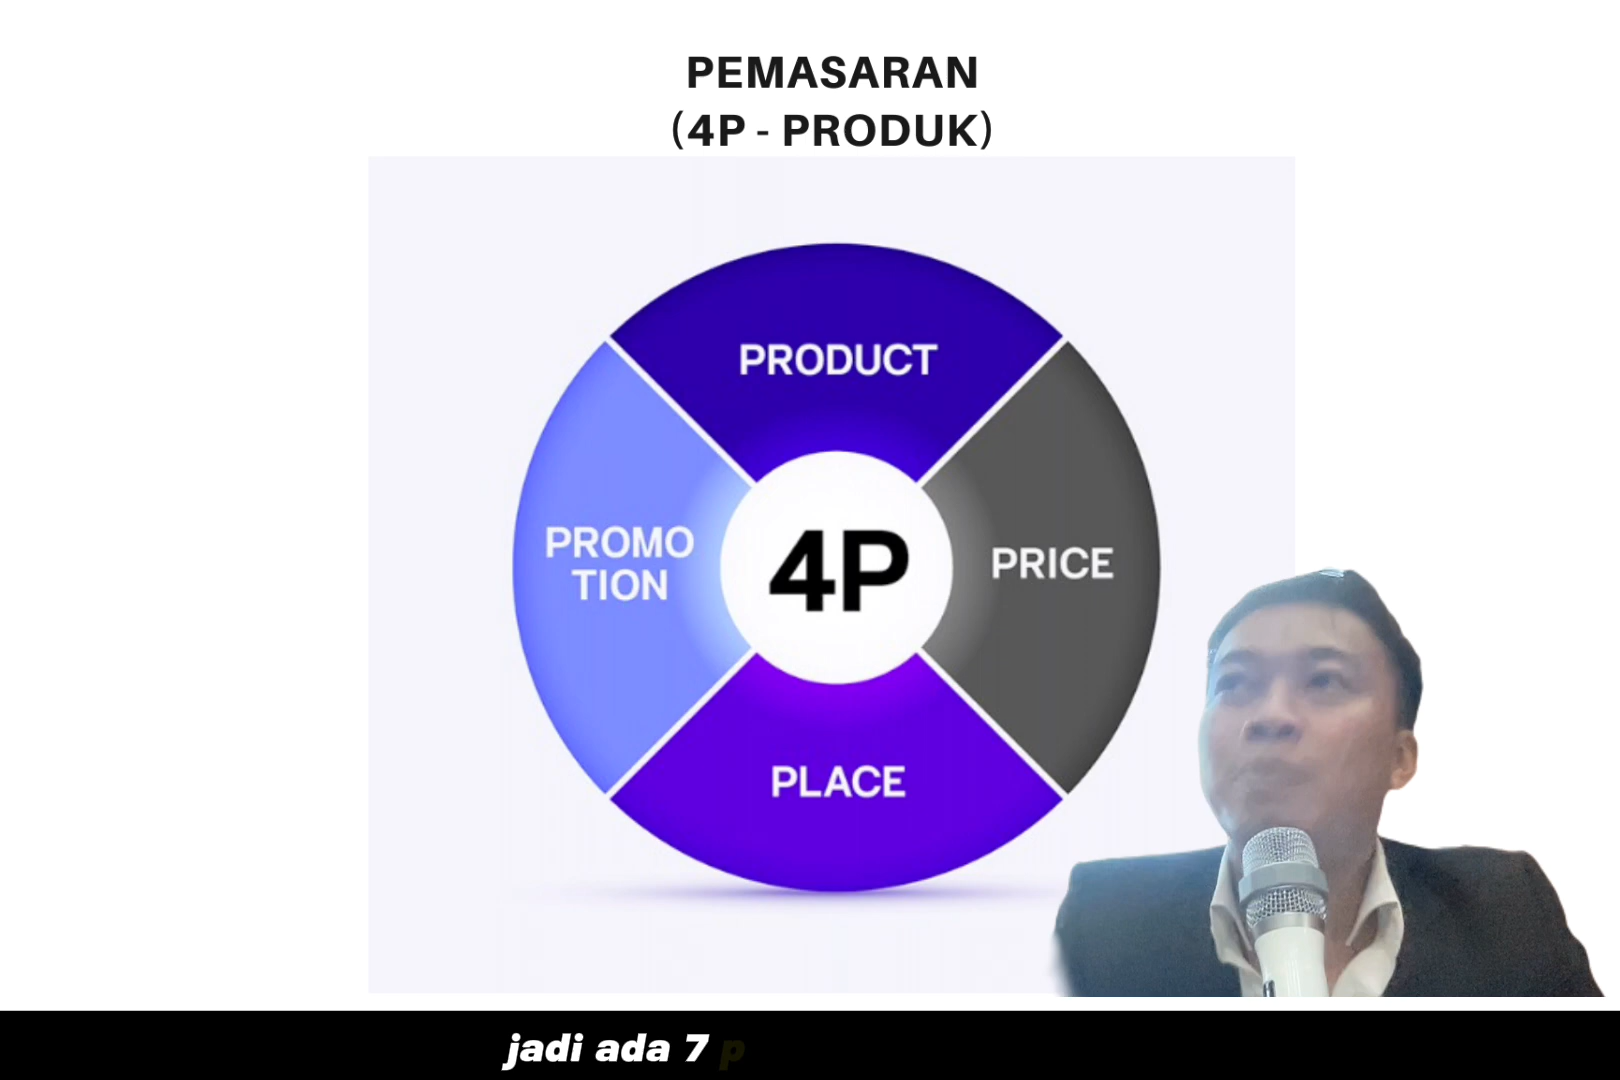 PEMASARAN
(4P - PRODUK)
PRODUCT
PROMO
TION
4P
PRICE
PLACE
jadi ada 7 p